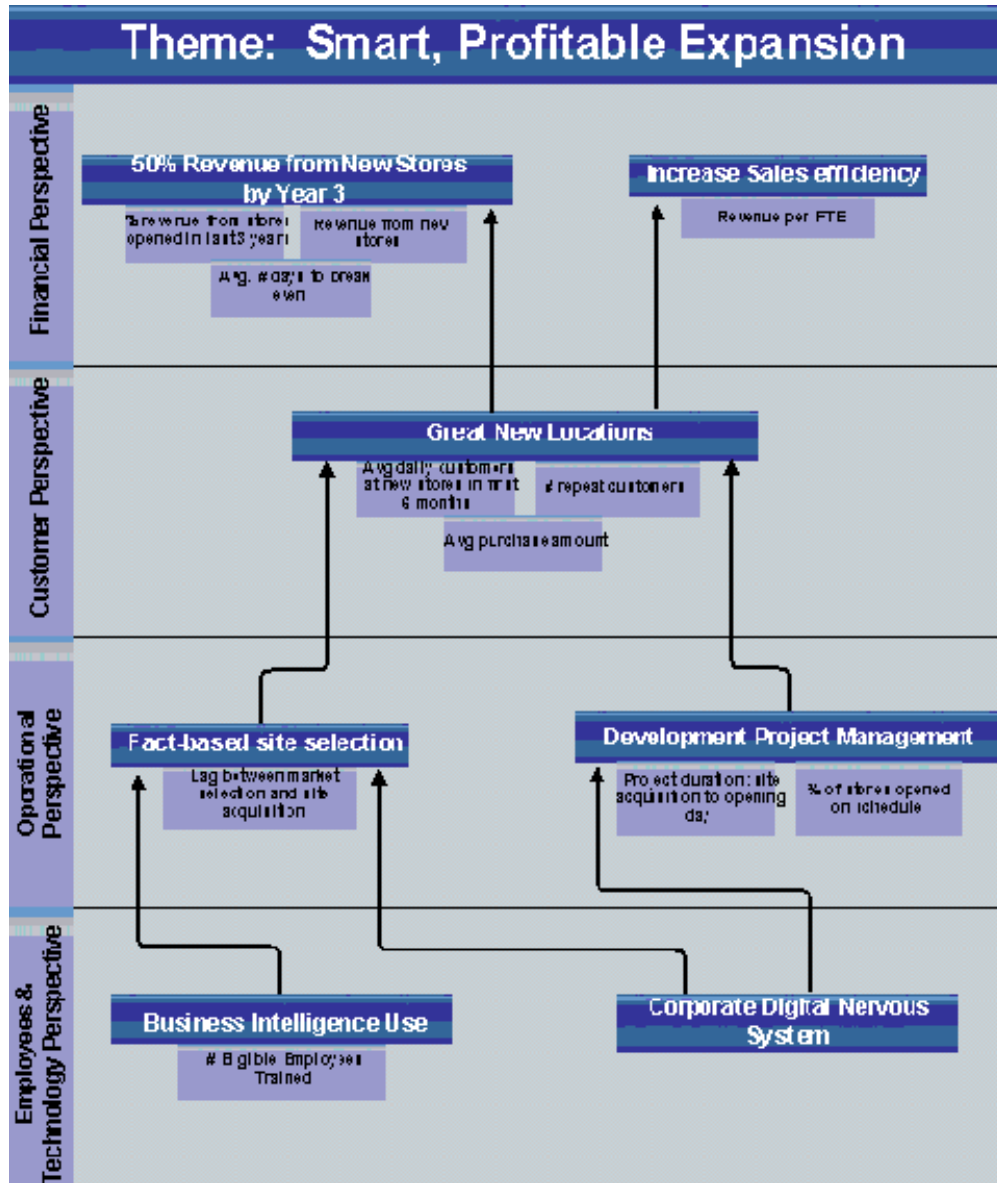 Theme: Smart, Profitable Expansion
Financial Perspective
50% Revenue from New Stores
by Year 3
% revenue from stores
opened in last 3 years
Revenue from new
stores
Avg. # days to break
even
Increase Sales efficiency
Revenue per FTE
Customer Perspective
Great New Locations
Avg daily customers
at new stores in first
6 months
# repeat customers
Avg purchase amount
Operational
Perspective
Fact-based site selection
Lag between market
selection and site
acquisition
Development Project Management
Project duration: site
acquisition to opening
day
% of stores opened
on schedule
Employees &
Technology Perspective
Business Intelligence Use
# Eligible Employees
Trained
Corporate Digital Nervous
System